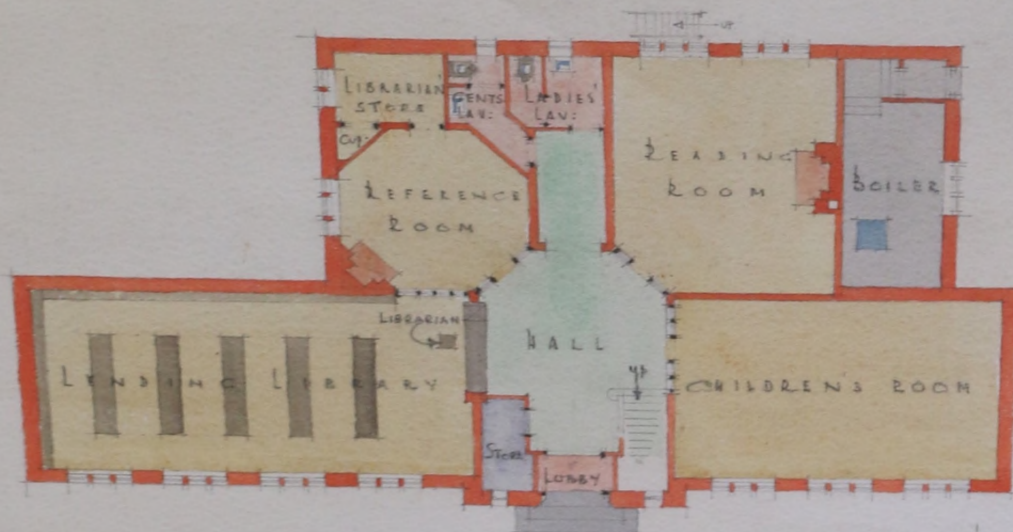 UP
LIBRARIAN'
STORE
GENTS
LAV:
LADIES'
LAV:
CUP:
READING
ROOM
BOILER
REFERENCE
ROOM
LIBRARIAN
HALL
LENDING LIBRARY
UP
CHILDREN'S ROOM
STORE
LOBBY